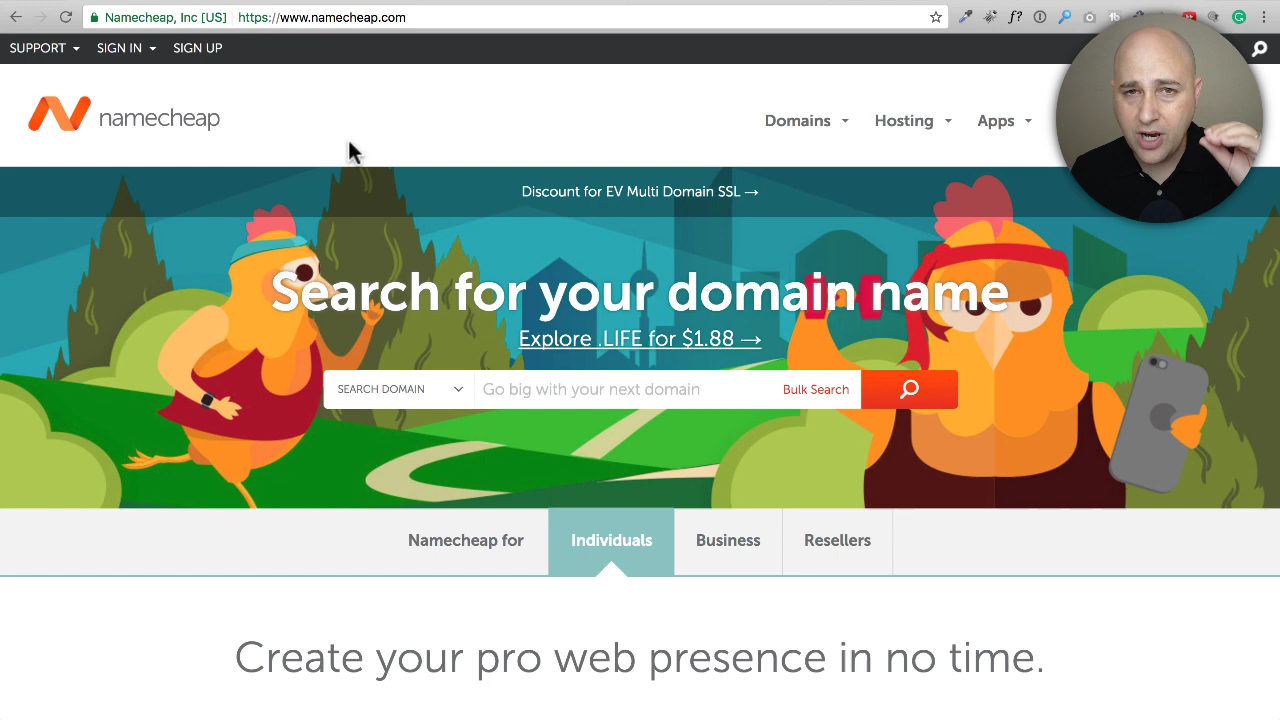 Namecheap, Inc [US] https://www.namecheap.com
f?
SUPPORT SIGN IN SIGN UP
namecheap
Domains Hosting Apps
Discount for EV Multi Domain SSL →
Search for your domain name
Explore .LIFE for $1.88 →
SEARCH DOMAIN Go big with your next domain Bulk Search
Namecheap for Individuals Business Resellers
Create your pro web presence in no time.